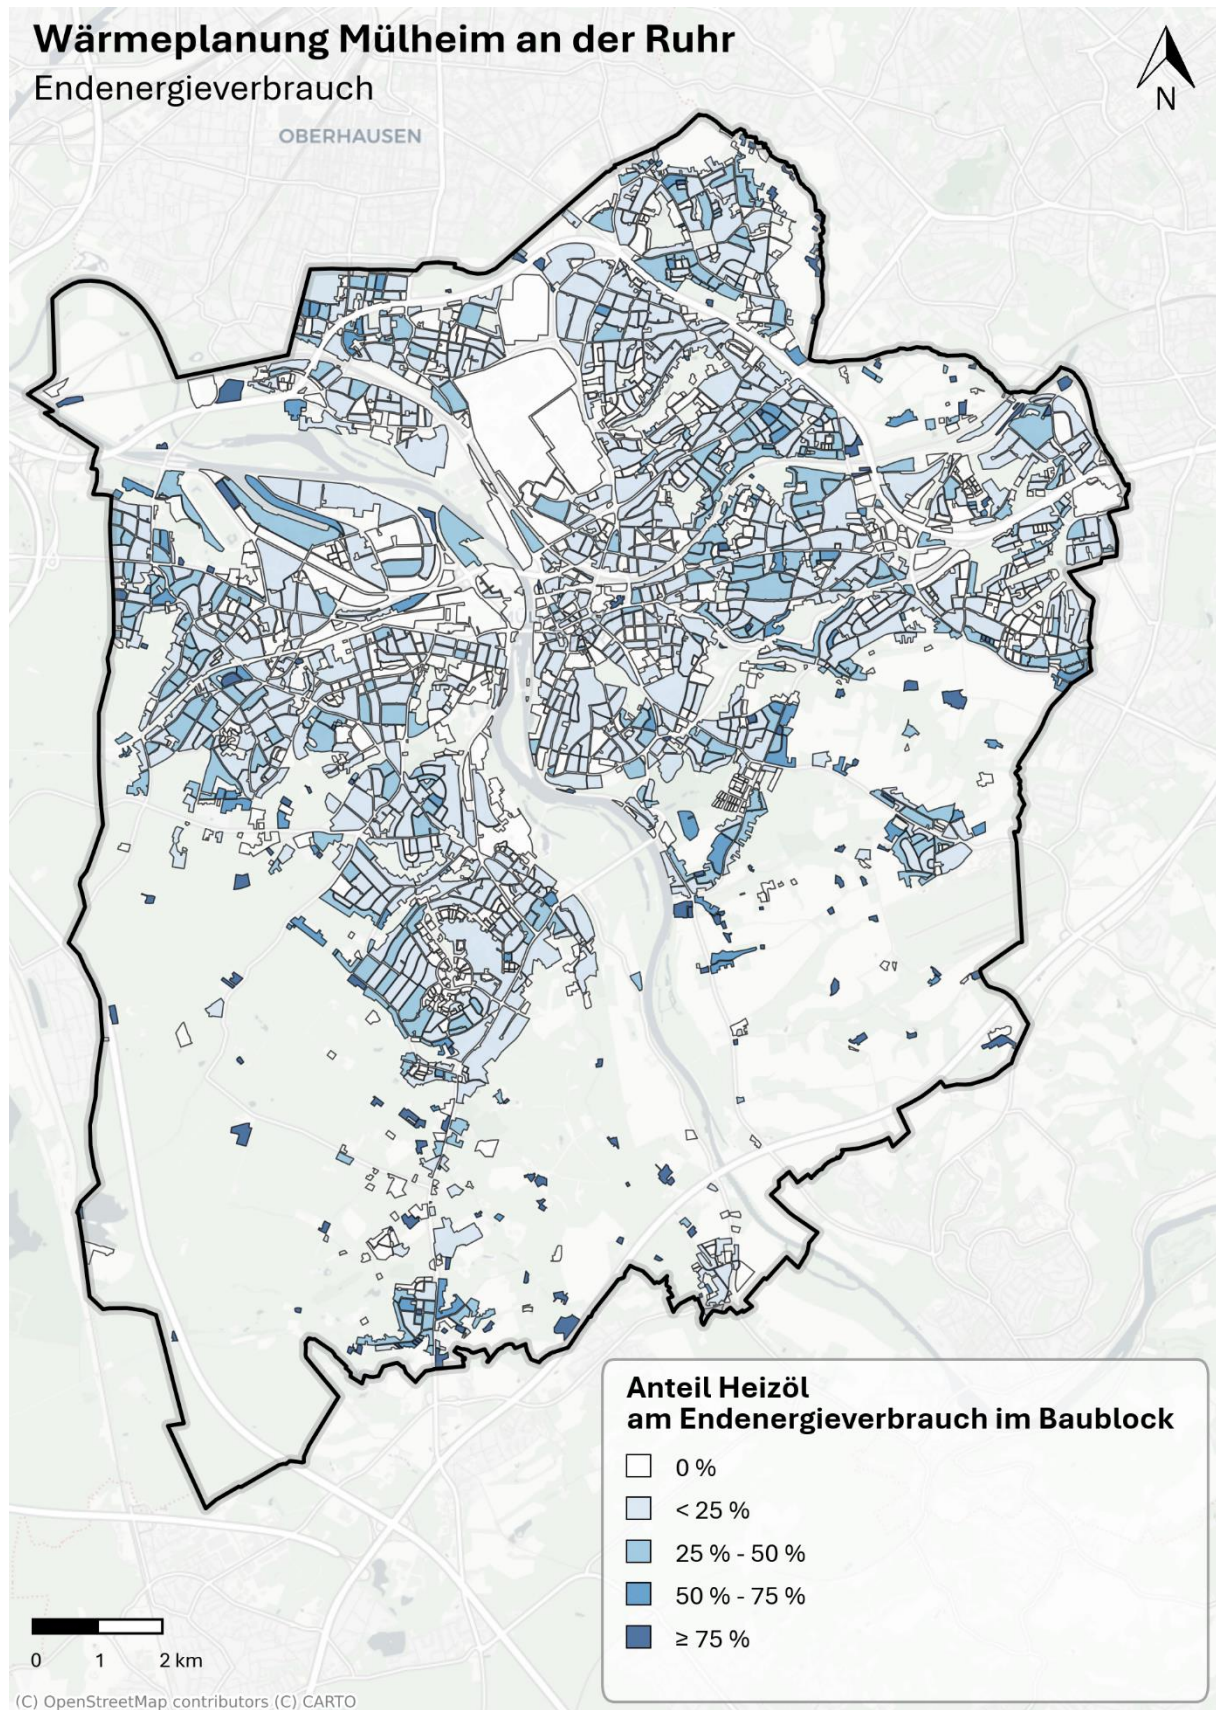 Wärmeplanung Mülheim an der Ruhr
Endenergieverbrauch
N
OBERHAUSEN
Anteil Heizöl
am Endenergieverbrauch im Baublock
0 %
< 25 %
25 % - 50 %
50 % - 75 %
≥ 75 %
0 1 2 km
(C) OpenStreetMap contributors (C) CARTO